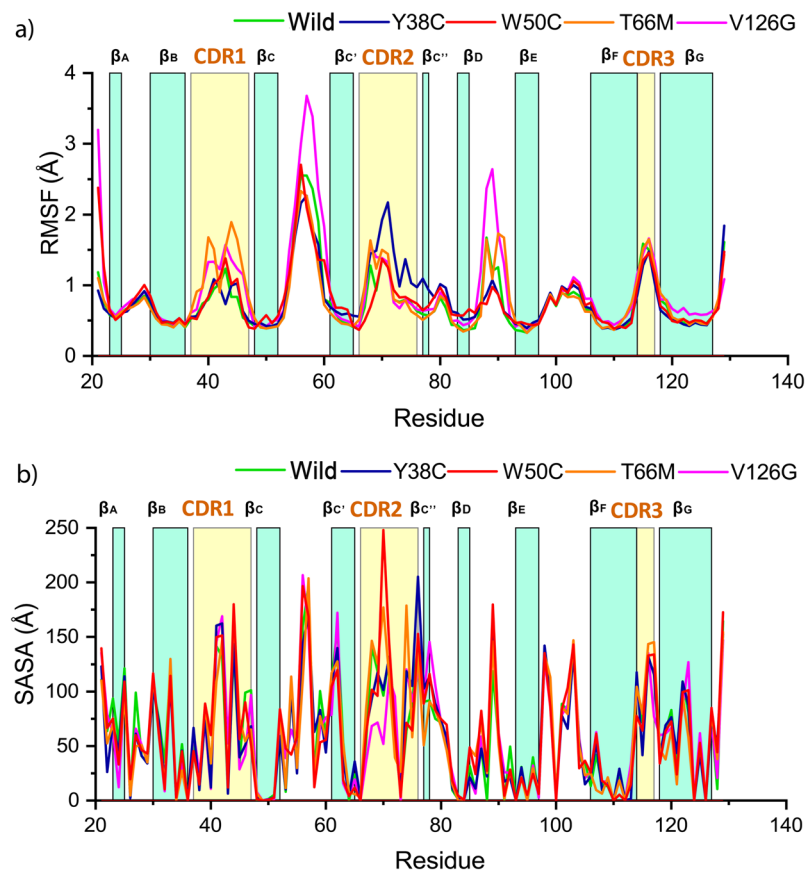 a)
Wild Y38C W50C T66M V126G
βA βB CDR1 βC βC' CDR2 βC'' βD βE βF CDR3 βG
4
3
2
1
0
RMSF (Å)
20 40 60 80 100 120 140
Residue
b)
Wild Y38C W50C T66M V126G
βA βB CDR1 βC βC' CDR2 βC'' βD βE βF CDR3 βG
250
200
150
100
50
0
SASA (Å)
20 40 60 80 100 120 140
Residue